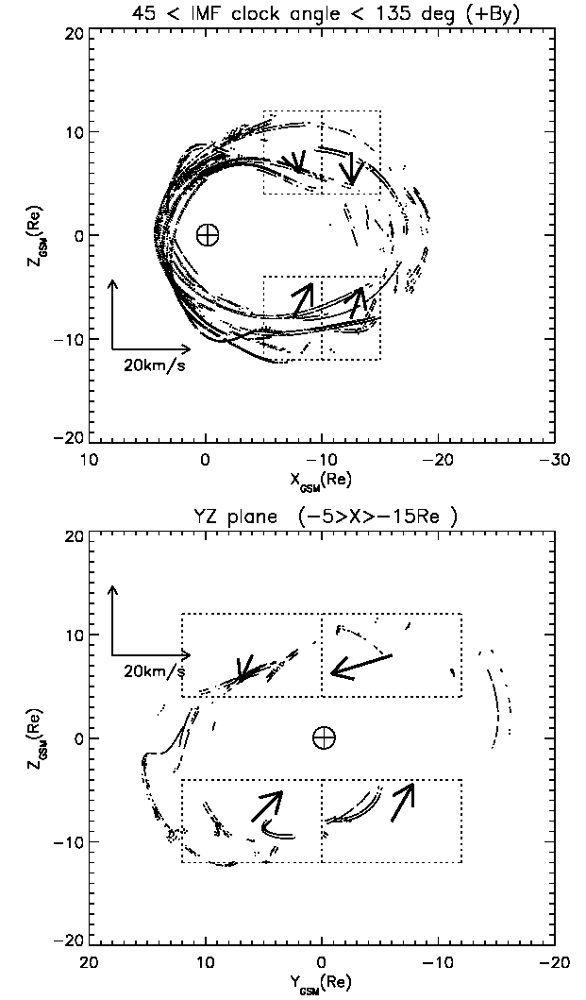 45 < IMF clock angle < 135 deg (+By)
20
10
0
−10
−20
Z_GSM(Re)
20km/s
10 0 −10 −20 −30
X_GSM(Re)
YZ plane (−5>X>−15Re )
20
10
0
−10
−20
Z_GSM(Re)
20km/s
20 10 0 −10 −20
Y_GSM(Re)